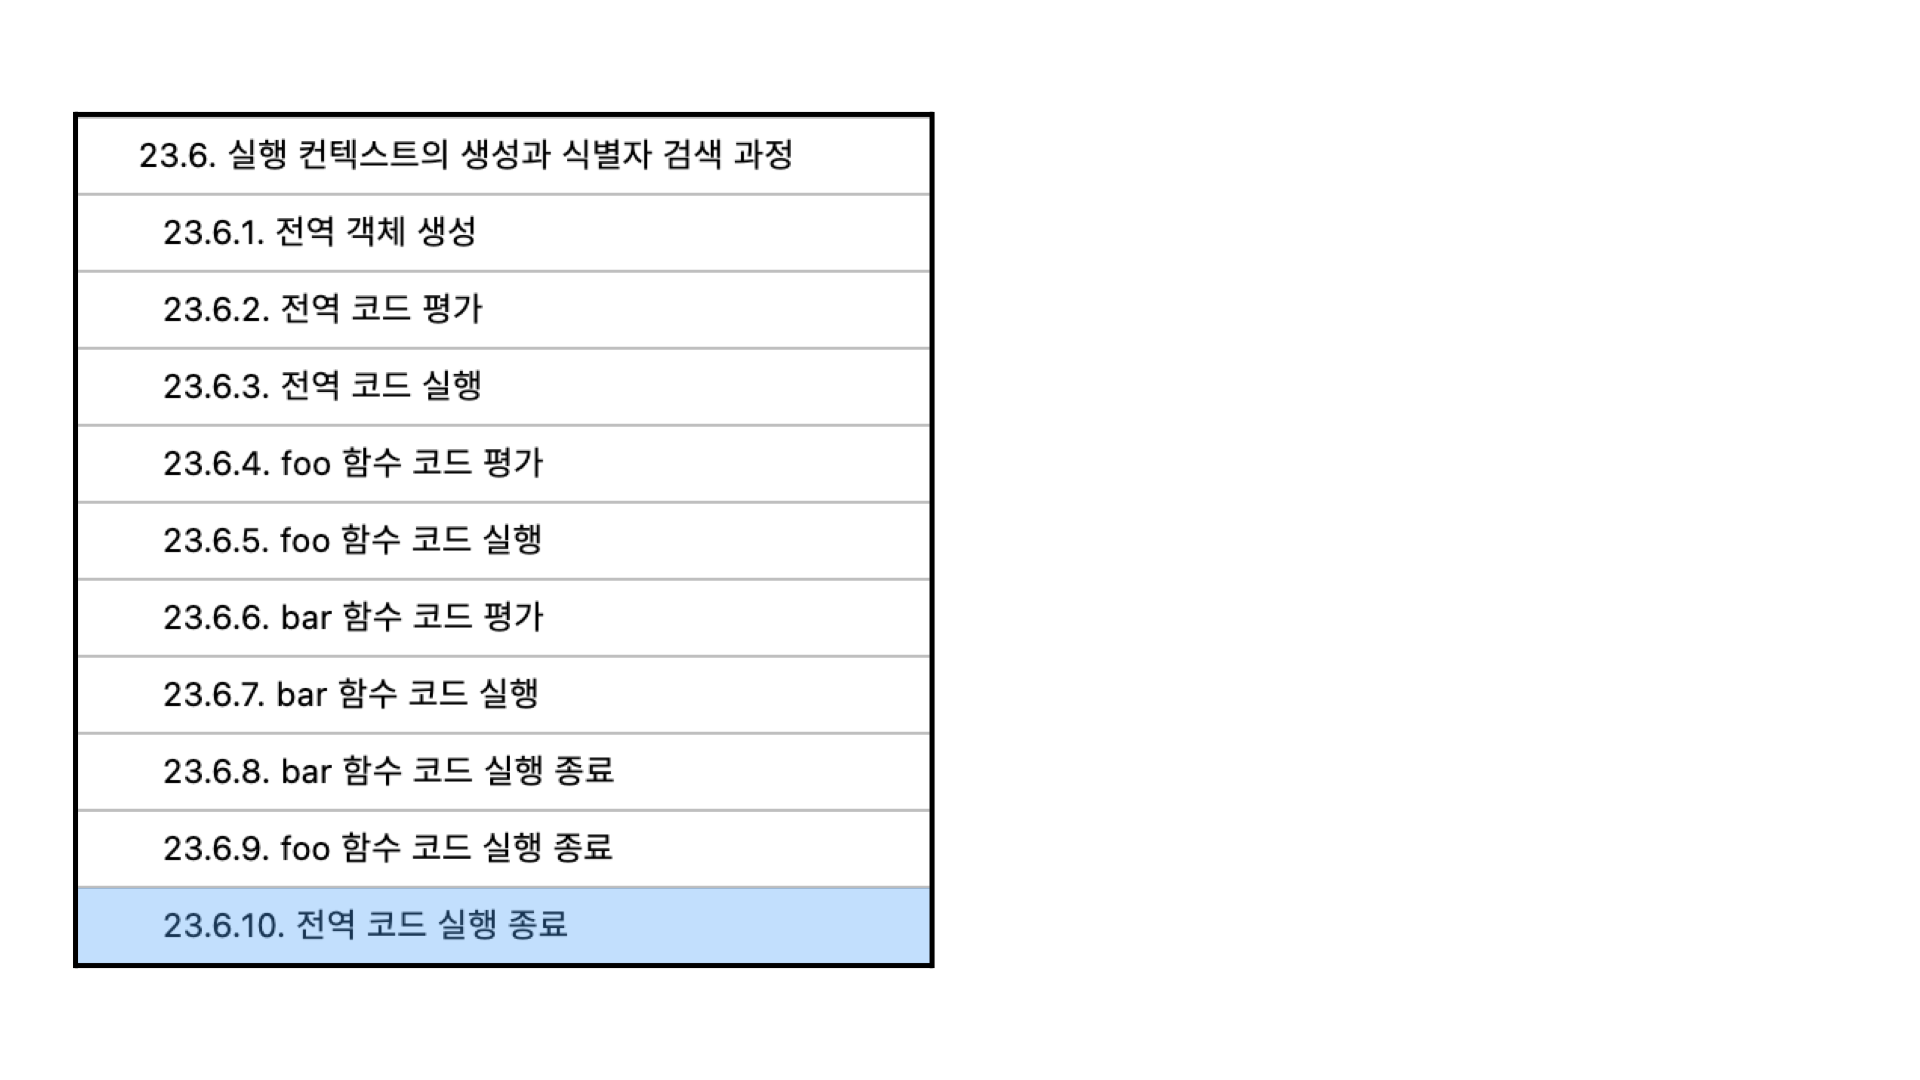 23.6. 실행 컨텍스트의 생성과 식별자 검색 과정
23.6.1. 전역 객체 생성
23.6.2. 전역 코드 평가
23.6.3. 전역 코드 실행
23.6.4. foo 함수 코드 평가
23.6.5. foo 함수 코드 실행
23.6.6. bar 함수 코드 평가
23.6.7. bar 함수 코드 실행
23.6.8. bar 함수 코드 실행 종료
23.6.9. foo 함수 코드 실행 종료
23.6.10. 전역 코드 실행 종료